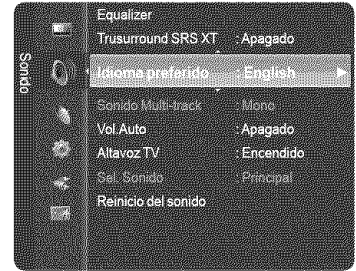 Sonido
Equalizer
Trusurround SRS XT : Apagado
Idioma preferido : English
Sonido Multi-track : Mono
Vol.Auto : Apagado
Altavoz TV : Encendido
Sel. Sonido : Principal
Reinicio del sonido